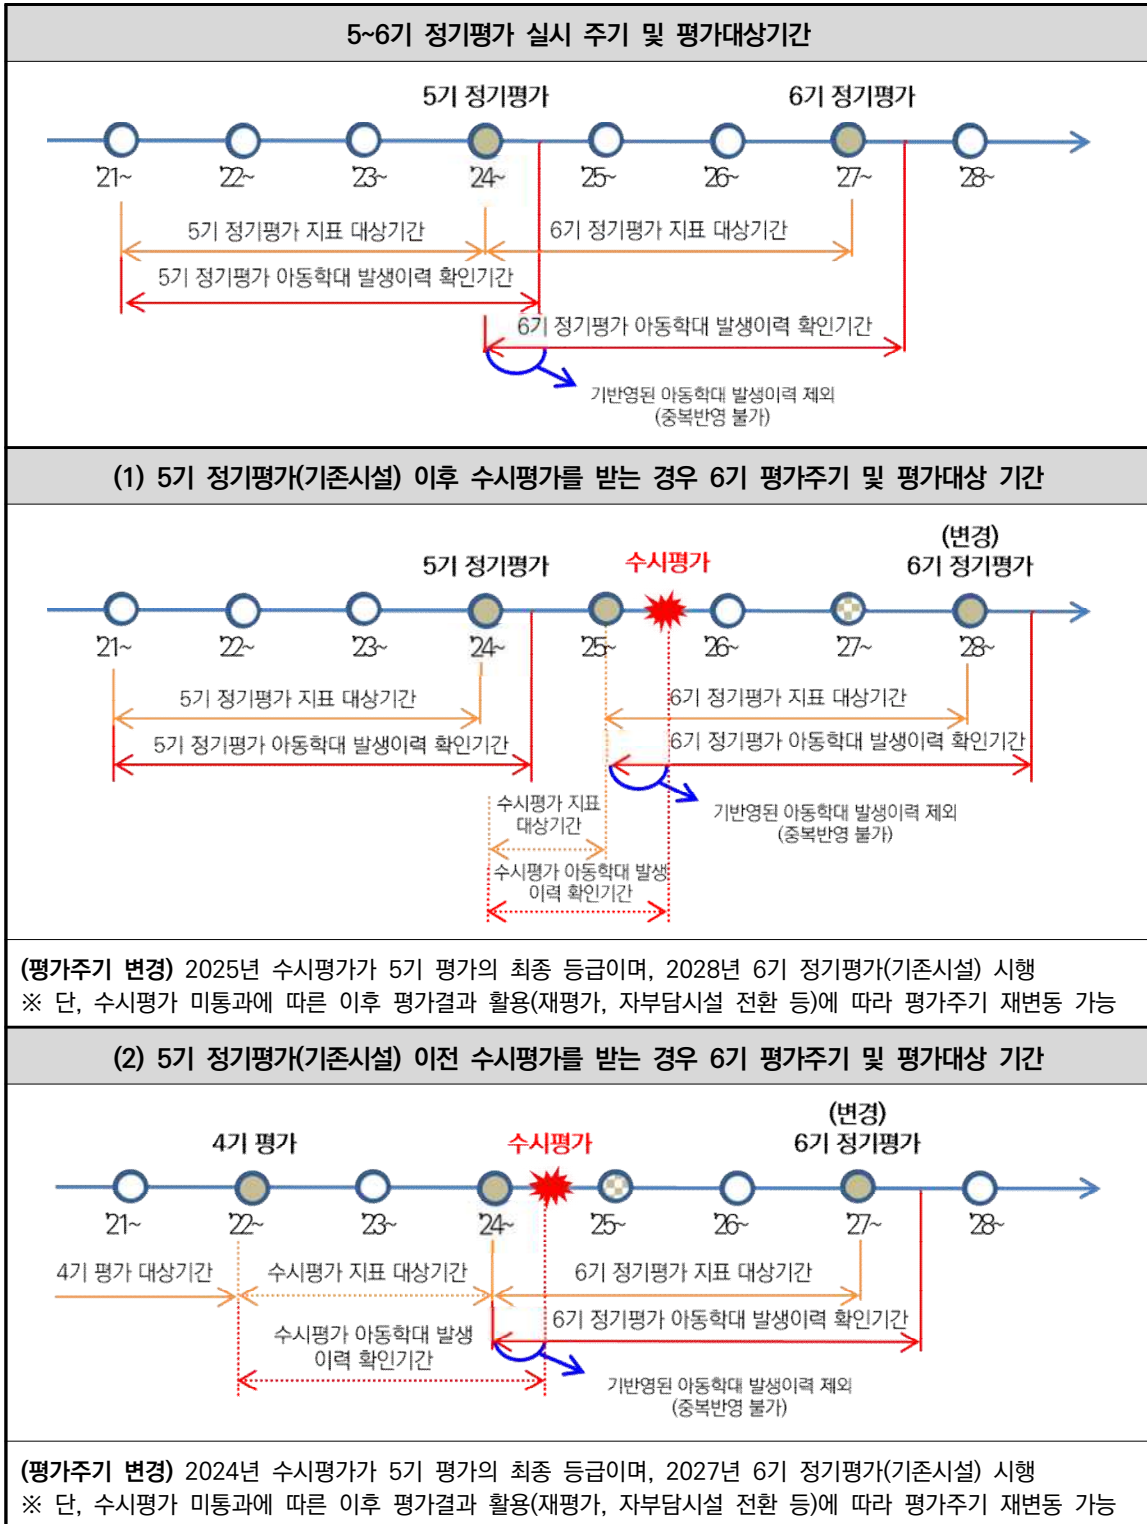 5~6기 정기평가 실시 주기 및 평가대상기간
5기 정기평가 6기 정기평가
'21~ '22~ '23~ '24~ '25~ '26~ '27~ '28~
5기 정기평가 지표 대상기간 6기 정기평가 지표 대상기간
5기 정기평가 아동학대 발생이력 확인기간
6기 정기평가 아동학대 발생이력 확인기간
기반영된 아동학대 발생이력 제외
(중복반영 불가)
(1) 5기 정기평가(기존시설) 이후 수시평가를 받는 경우 6기 평가주기 및 평가대상 기간
(변경)
5기 정기평가 수시평가 6기 정기평가
'21~ '22~ '23~ '24~ '25~ '26~ '27~ '28~
5기 정기평가 지표 대상기간 6기 정기평가 지표 대상기간
5기 정기평가 아동학대 발생이력 확인기간 6기 정기평가 아동학대 발생이력 확인기간
수시평가 지표
대상기간
기반영된 아동학대 발생이력 제외
(중복반영 불가)
수시평가 아동학대 발생
이력 확인기간
(평가주기 변경) 2025년 수시평가가 5기 평가의 최종 등급이며, 2028년 6기 정기평가(기존시설) 시행
※ 단, 수시평가 미통과에 따른 이후 평가결과 활용(재평가, 자부담시설 전환 등)에 따라 평가주기 재변동 가능
(2) 5기 정기평가(기존시설) 이전 수시평가를 받는 경우 6기 평가주기 및 평가대상 기간
(변경)
4기 평가 수시평가 6기 정기평가
'21~ '22~ '23~ '24~ '25~ '26~ '27~ '28~
4기 평가 대상기간 수시평가 지표 대상기간 6기 정기평가 지표 대상기간
6기 정기평가 아동학대 발생이력 확인기간
수시평가 아동학대 발생
이력 확인기간
기반영된 아동학대 발생이력 제외
(중복반영 불가)
(평가주기 변경) 2024년 수시평가가 5기 평가의 최종 등급이며, 2027년 6기 정기평가(기존시설) 시행
※ 단, 수시평가 미통과에 따른 이후 평가결과 활용(재평가, 자부담시설 전환 등)에 따라 평가주기 재변동 가능